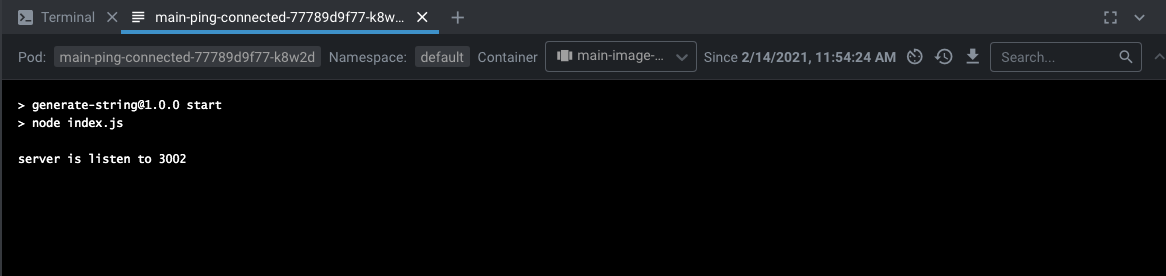 Terminal
main-ping-connected-77789d9f77-k8w...
Pod: main-ping-connected-77789d9f77-k8w2d Namespace: default Container main-image-... Since 2/14/2021, 11:54:24 AM Search...
> generate-string@1.0.0 start
> node index.js
server is listen to 3002